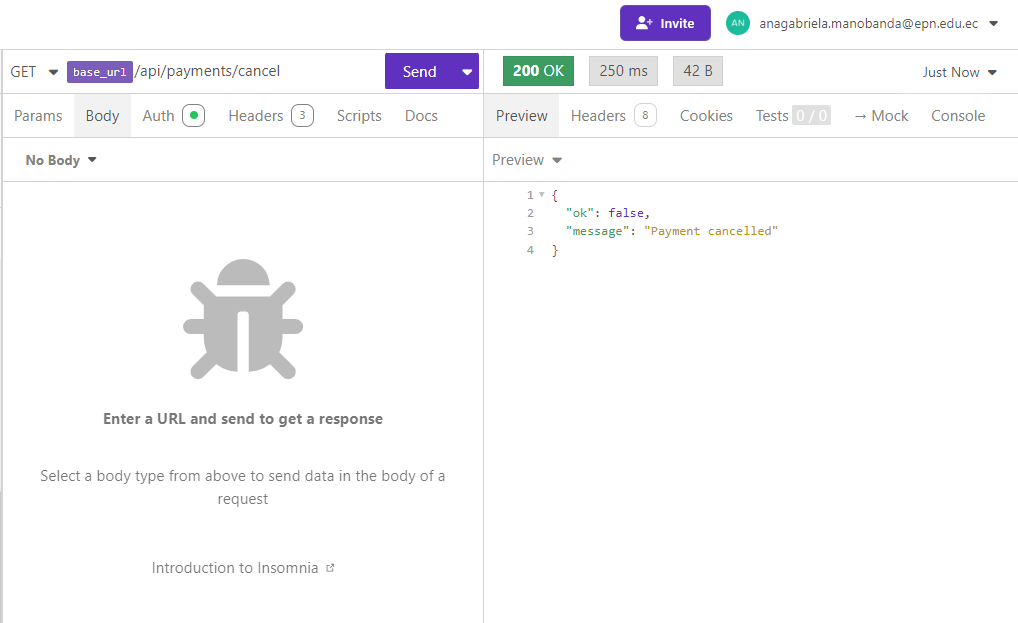 Invite AN anagabriela.manobanda@epn.edu.ec
GET base_url/api/payments/cancel Send 200 OK 250 ms 42 B Just Now
Params Body Auth Headers 3 Scripts Docs Preview Headers 8 Cookies Tests 0 / 0 → Mock Console
No Body Preview
1 {
2 "ok": false,
3 "message": "Payment cancelled"
4 }
Enter a URL and send to get a response
Select a body type from above to send data in the body of a
request
Introduction to Insomnia